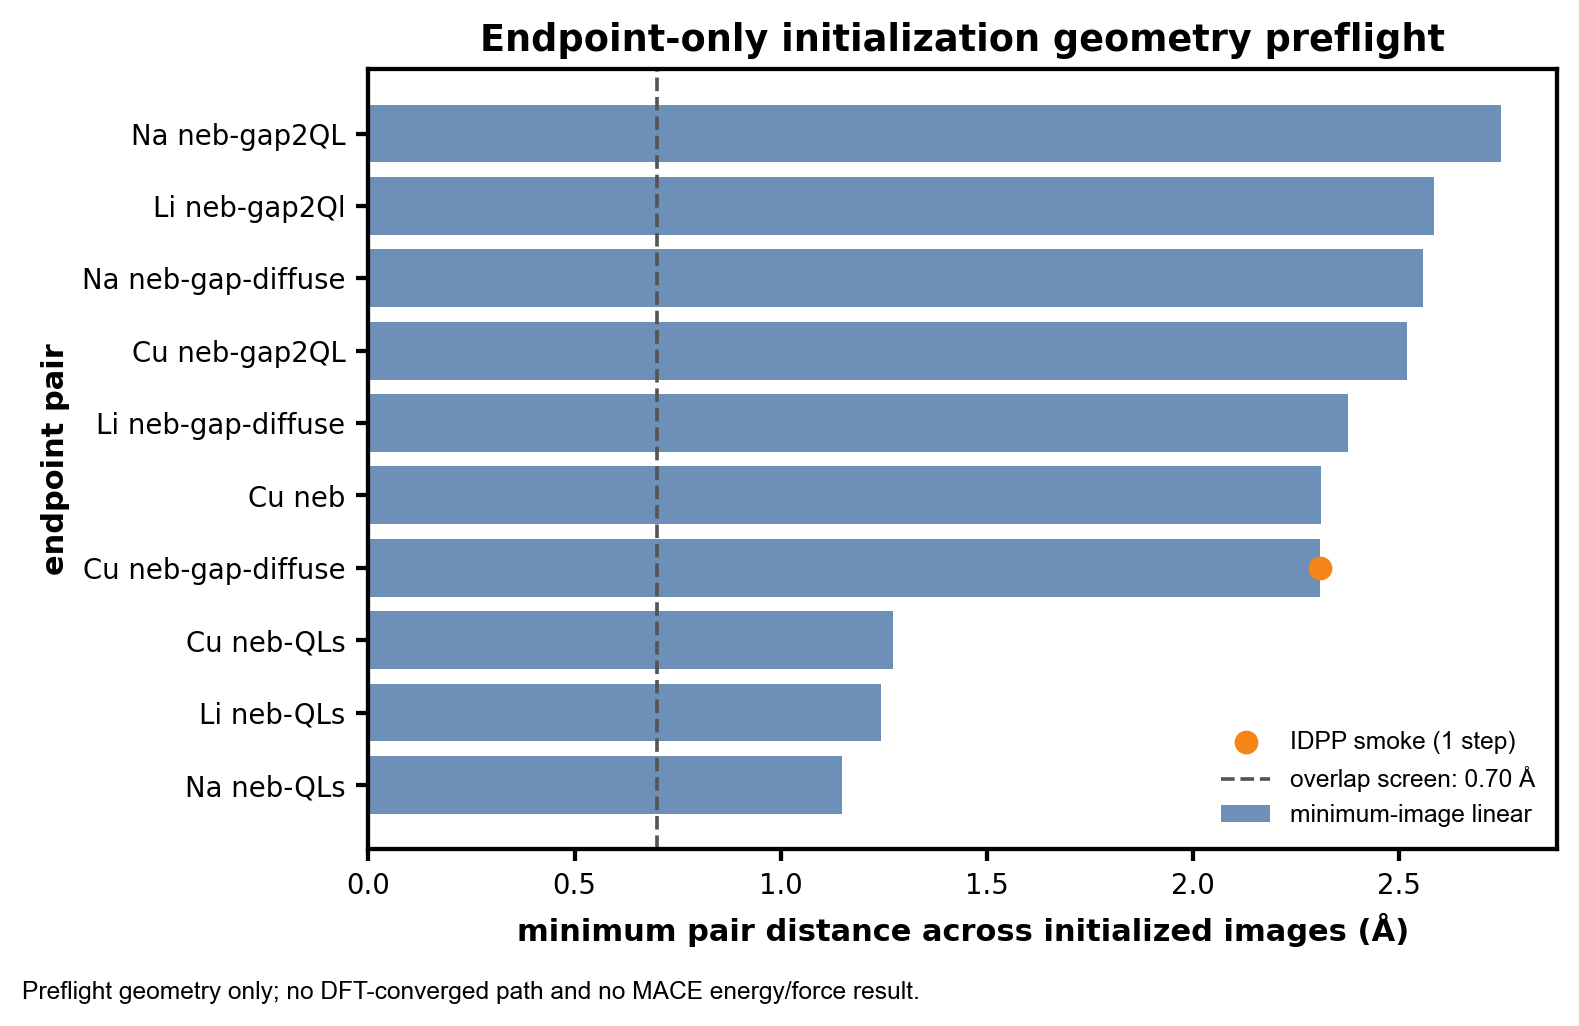 Endpoint-only initialization geometry preflight
endpoint pair
Na neb-gap2QL
Li neb-gap2Ql
Na neb-gap-diffuse
Cu neb-gap2QL
Li neb-gap-diffuse
Cu neb
Cu neb-gap-diffuse
Cu neb-QLs
Li neb-QLs
Na neb-QLs
IDPP smoke (1 step)
overlap screen: 0.70 Å
minimum-image linear
0.0 0.5 1.0 1.5 2.0 2.5
minimum pair distance across initialized images (Å)
Preflight geometry only; no DFT-converged path and no MACE energy/force result.